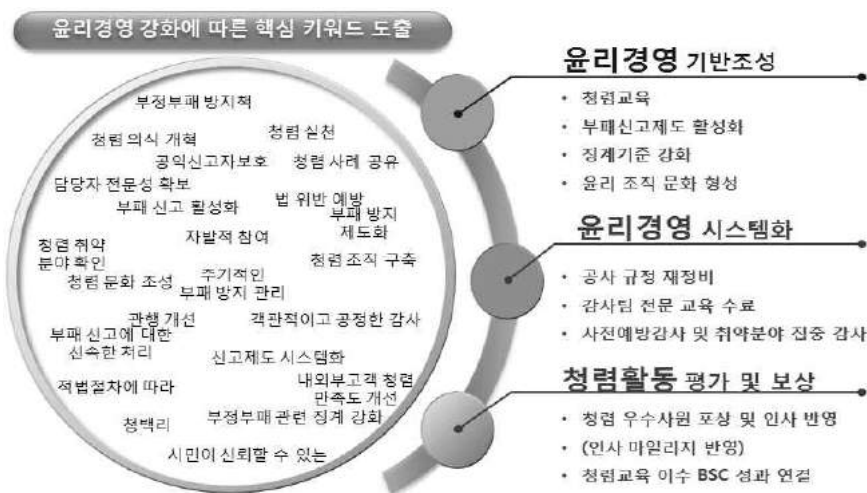 윤리경영 강화에 따른 핵심 키워드 도출
부정부패 방지책
청렴 의식 개혁
청렴 실천
공익신고자보호
청렴 사례 공유
담당자 전문성 확보
법 위반 예방
부패 신고 활성화
부패 방지
제도화
자발적 참여
청렴 취약
분야 확인
청렴 조직 구축
청렴 문화 조성
주기적인
부패 방지 관리
관행 개선
객관적이고 공정한 감사
부패 신고에 대한
신속한 처리
신고제도 시스템화
적법절차에 따라
내외부고객 청렴
만족도 개선
청백리
부정부패 관련 징계 강화
시민이 신뢰할 수 있는
윤리경영 기반조성
• 청렴교육
• 부패신고제도 활성화
• 징계기준 강화
• 윤리 조직 문화 형성
윤리경영 시스템화
• 공사 규정 재정비
• 감사팀 전문 교육 수료
• 사전예방감사 및 취약분야 집중 감사
청렴활동 평가 및 보상
• 청렴 우수사원 포상 및 인사 반영
• (인사 마일리지 반영)
• 청렴교육 이수 BSC 성과 연결